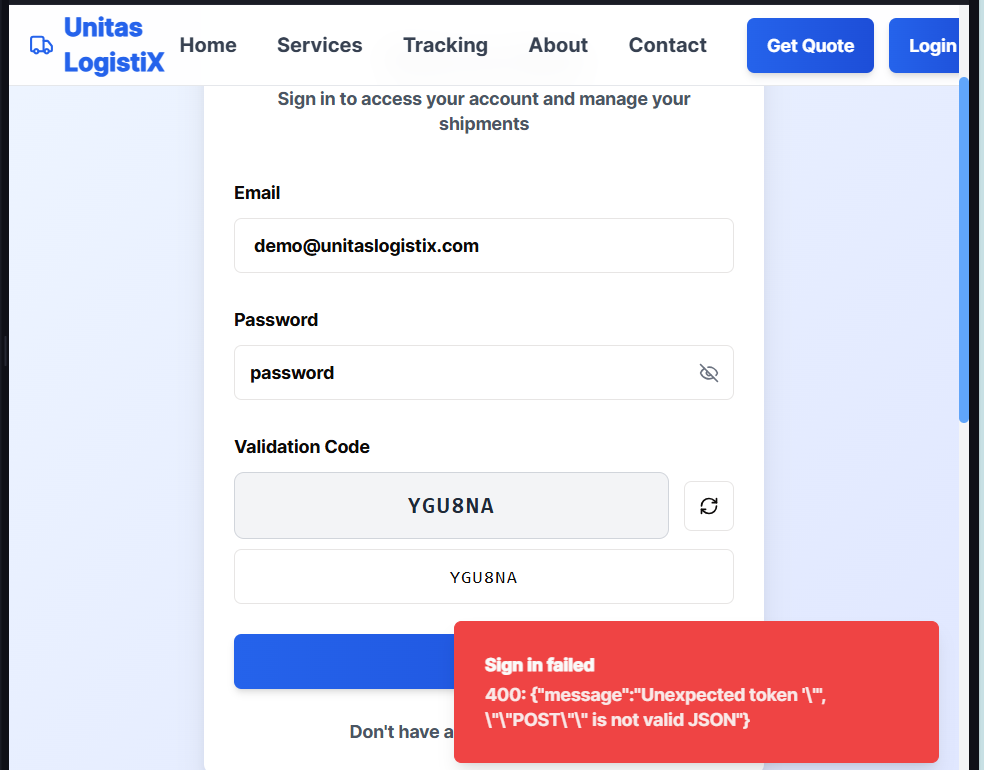 Unitas
LogistiX
Home Services Tracking About Contact Get Quote Login
Sign in to access your account and manage your
shipments
Email
demo@unitaslogistix.com
Password
password
Validation Code
YGU8NA
YGU8NA
Sign in failed
400: {"message":"Unexpected token '\"",
\"\"POST\"\" is not valid JSON"}
Don't have a